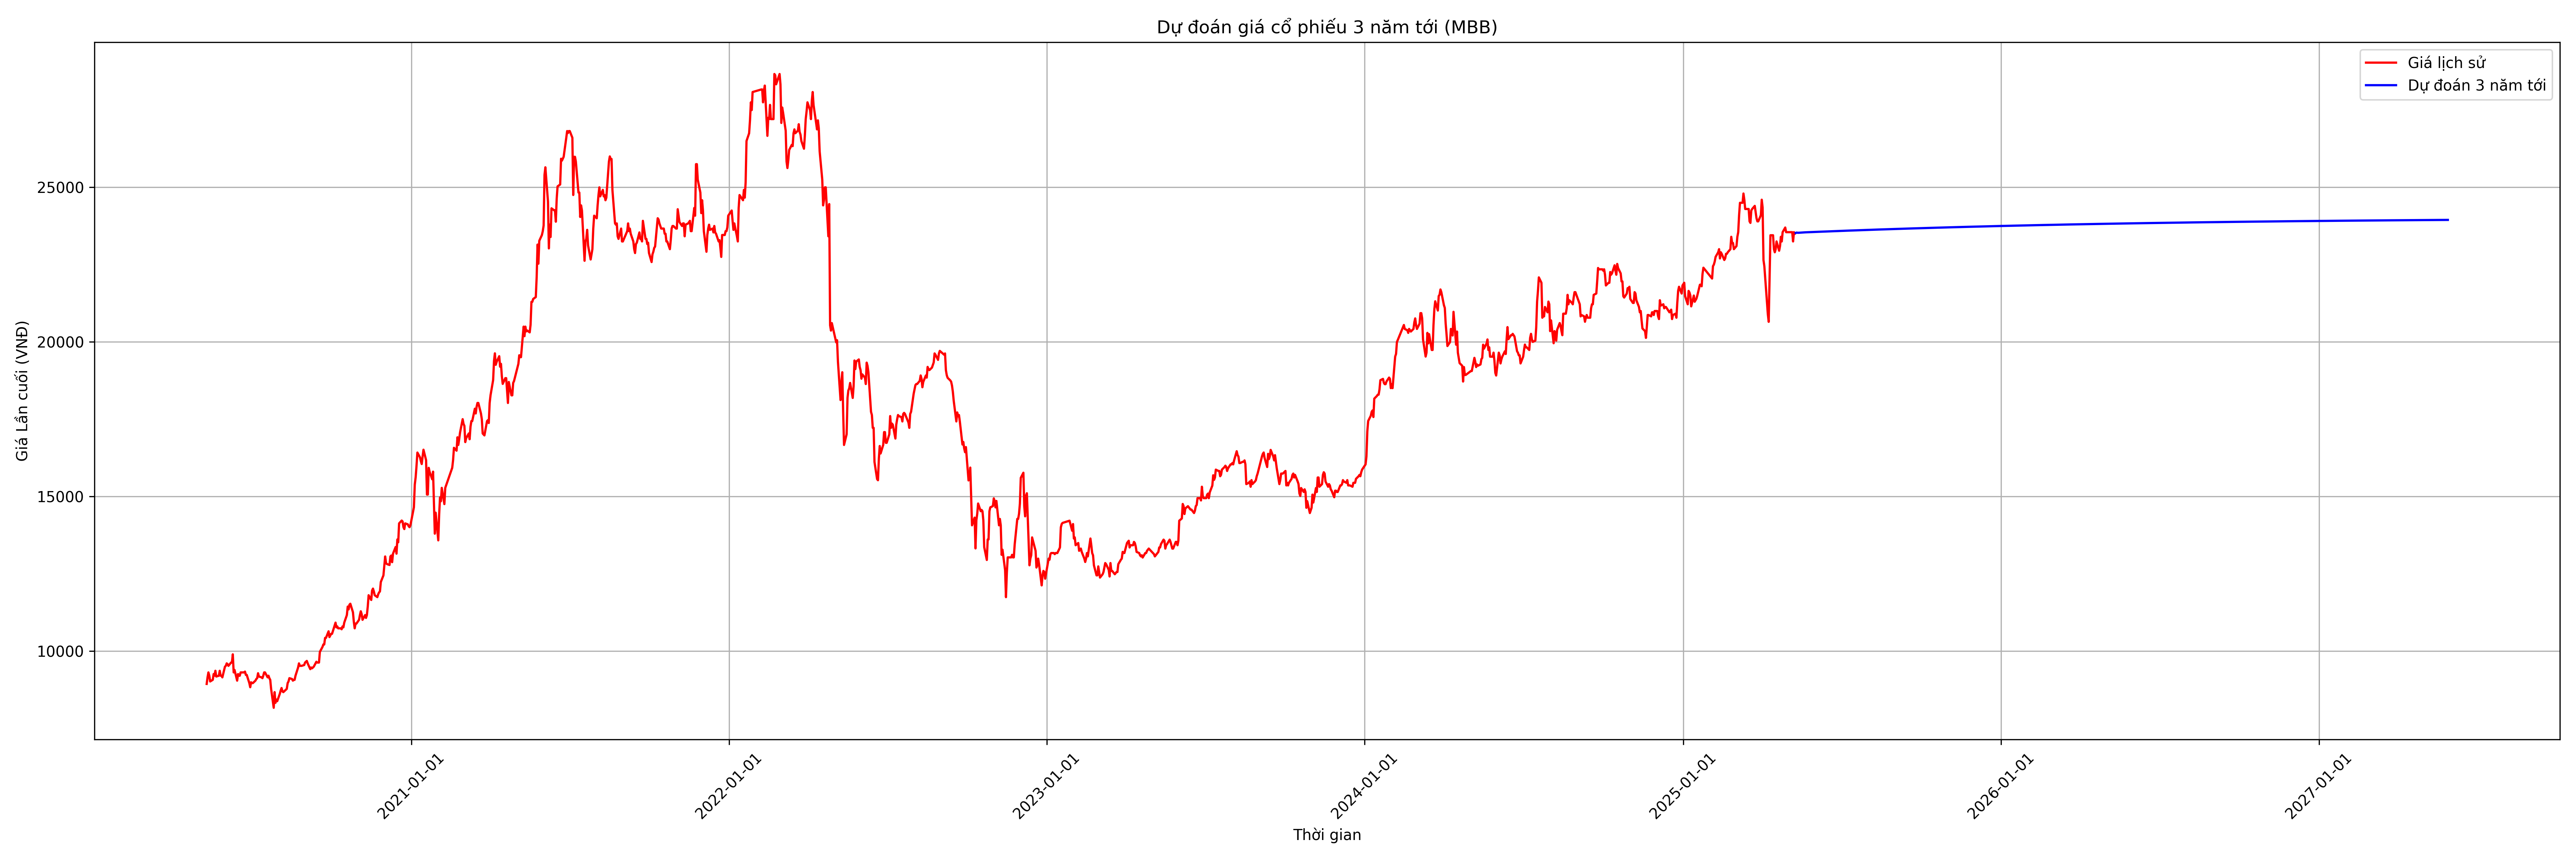 Dự đoán giá cổ phiếu 3 năm tới (MBB)
Giá lịch sử
Dự đoán 3 năm tới
Giá Lần cuối (VNĐ)
25000
20000
15000
10000
2021-01-01
2022-01-01
2023-01-01
2024-01-01
2025-01-01
2026-01-01
2027-01-01
Thời gian